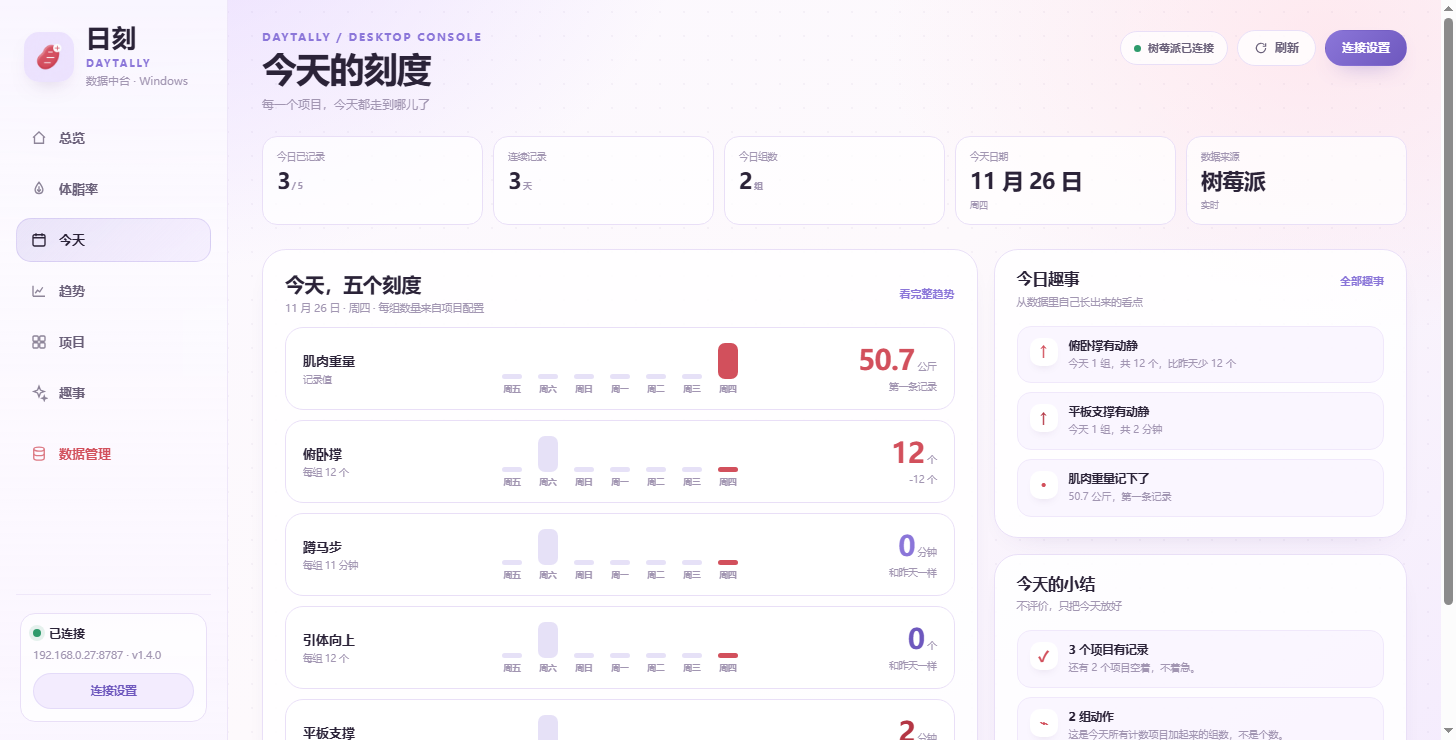 日刻
DAYTALLY
数据中台 · Windows
总览
体脂率
今天
趋势
项目
趣事
数据管理
已连接
192.168.0.27:8787 · v1.4.0
连接设置
DAYTALLY / DESKTOP CONSOLE
今天的刻度
每一个项目，今天都走到哪儿了
树莓派已连接
刷新
连接设置
今日已记录
3 / 5
连续记录
3 天
今日组数
2 组
今天日期
11 月 26 日
周四
数据来源
树莓派
实时
今天，五个刻度
11 月 26 日 · 周四 · 每组数量来自项目配置
看完整趋势
肌肉重量
记录值
周五 周六 周日 周一 周二 周三 周四
50.7 公斤
第一条记录
俯卧撑
每组 12 个
周五 周六 周日 周一 周二 周三 周四
12 个
-12 个
蹲马步
每组 11 分钟
周五 周六 周日 周一 周二 周三 周四
0 分钟
和昨天一样
引体向上
每组 12 个
周五 周六 周日 周一 周二 周三 周四
0 个
和昨天一样
平板支撑
2 分钟
今日趣事
从数据里自己长出来的看点
全部趣事
↑
俯卧撑有动静
今天 1 组，共 12 个，比昨天少 12 个
↑
平板支撑有动静
今天 1 组，共 2 分钟
•
肌肉重量记下了
50.7 公斤，第一条记录
今天的小结
不评价，只把今天放好
✓
3 个项目有记录
还有 2 个项目空着，不着急。
⌁
2 组动作
这是今天所有计数项目加起来的组数，不是个数。